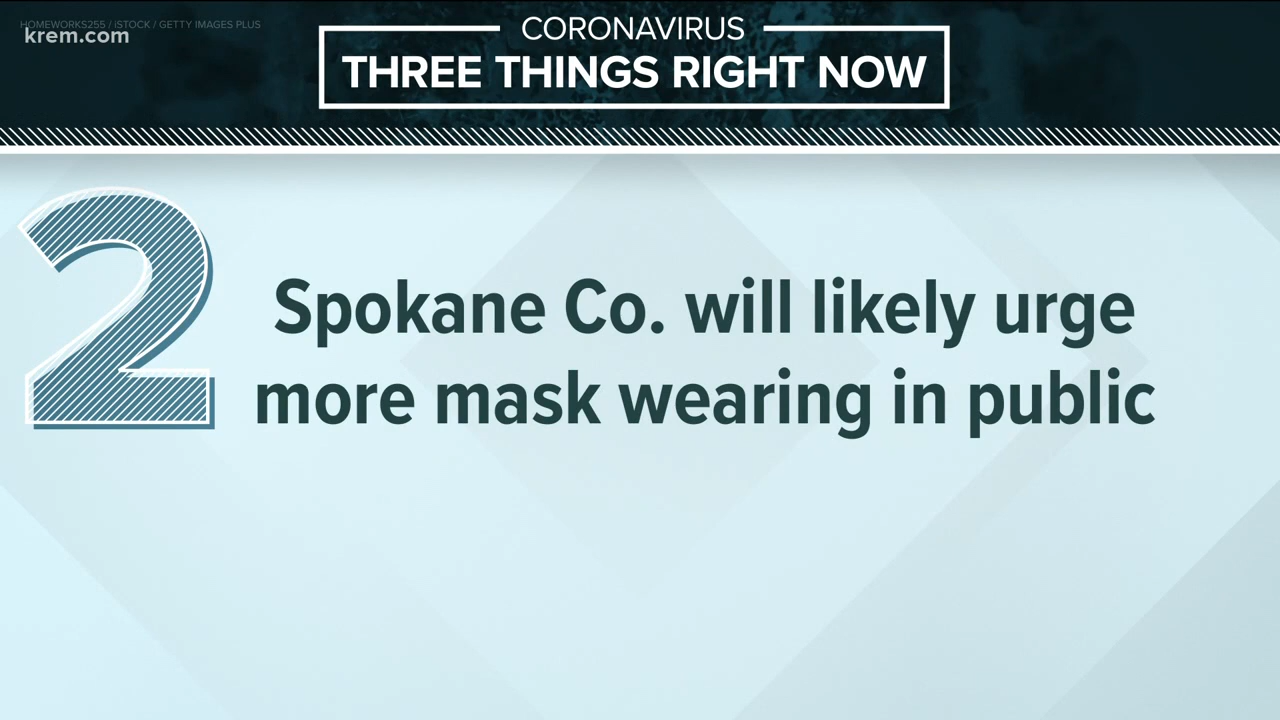 HOMEWORKS255 / iSTOCK / GETTY IMAGES PLUS
krem.com
CORONAVIRUS
THREE THINGS RIGHT NOW
2
Spokane Co. will likely urge
more mask wearing in public